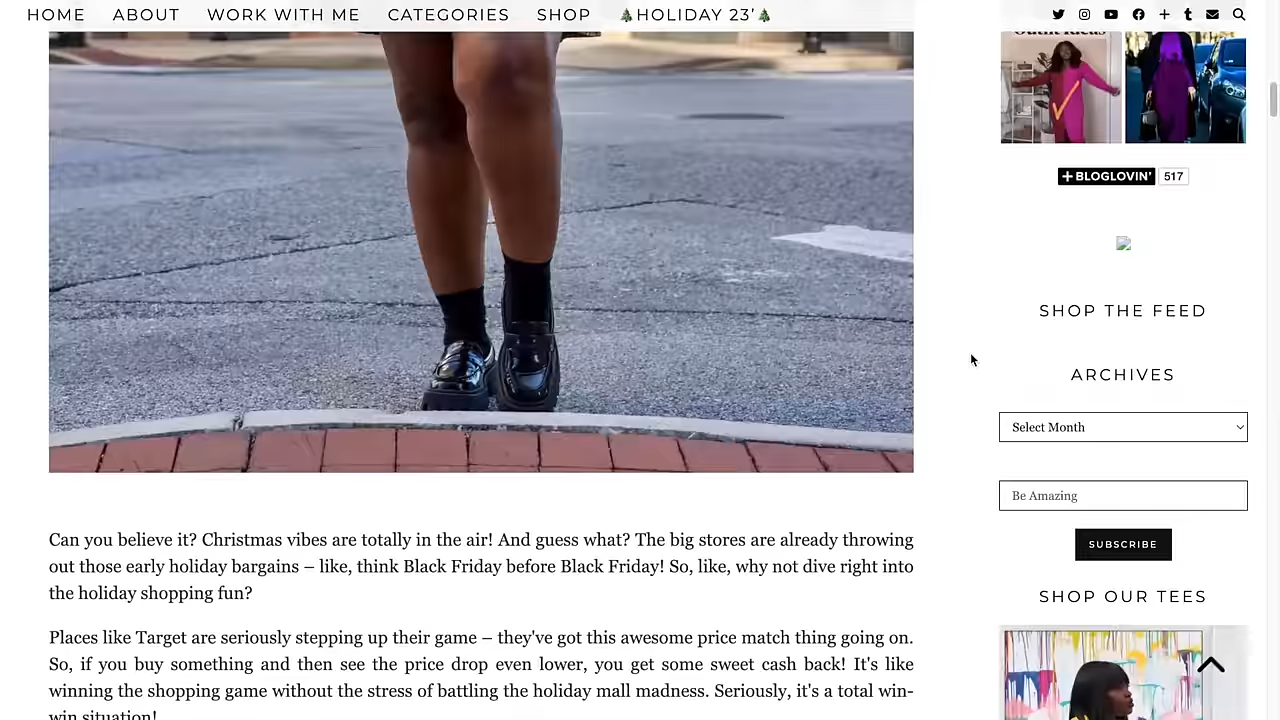 HOME ABOUT WORK WITH ME CATEGORIES SHOP 🎄HOLIDAY 23'🎄
Outfit Ideas
+ BLOGLOVIN' 517
SHOP THE FEED
ARCHIVES
Select Month
Be Amazing
SUBSCRIBE
SHOP OUR TEES
Can you believe it? Christmas vibes are totally in the air! And guess what? The big stores are already throwing
out those early holiday bargains – like, think Black Friday before Black Friday! So, like, why not dive right into
the holiday shopping fun?
Places like Target are seriously stepping up their game – they've got this awesome price match thing going on.
So, if you buy something and then see the price drop even lower, you get some sweet cash back! It's like
winning the shopping game without the stress of battling the holiday mall madness. Seriously, it's a total win-
win situation!